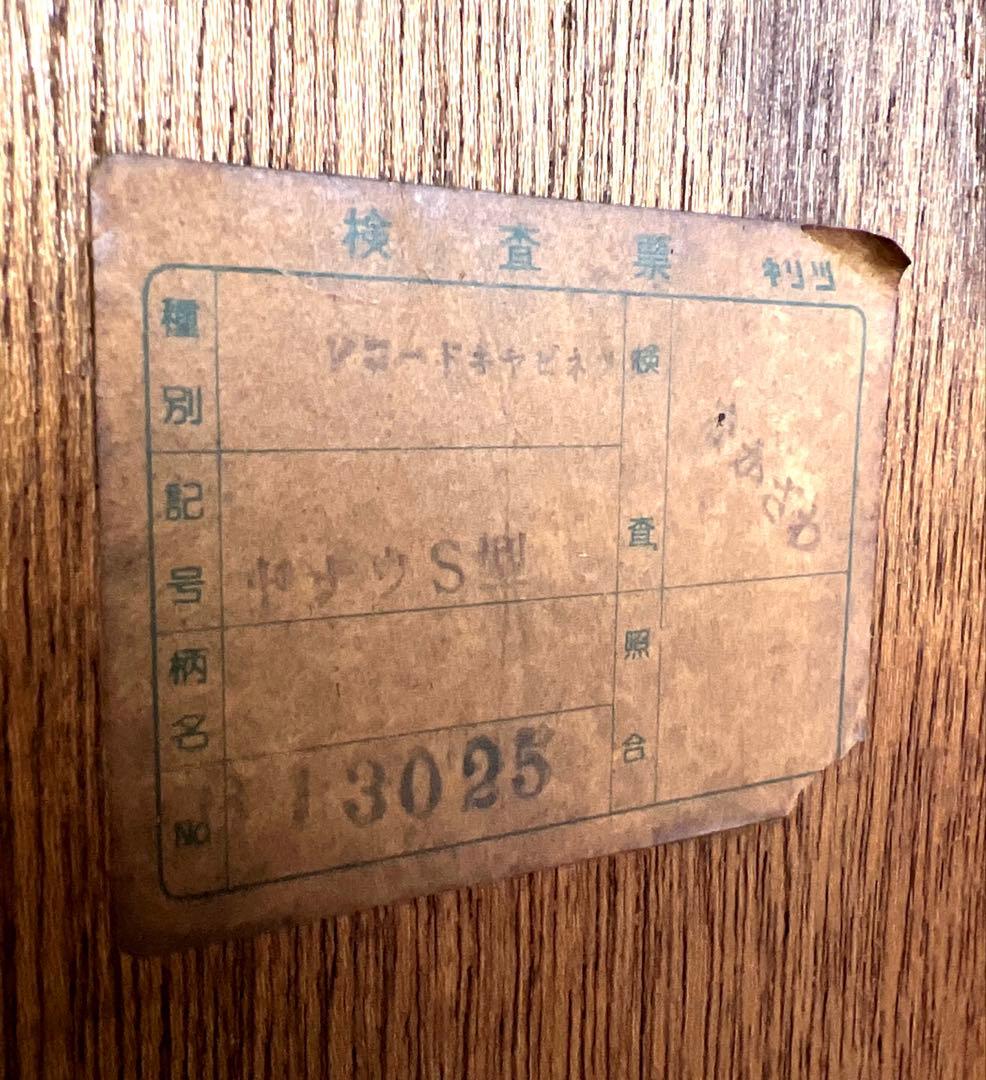 検査票 キリツ
種別 レコードキャビネツ
記号 S型
柄名
No 13025
検査
照合